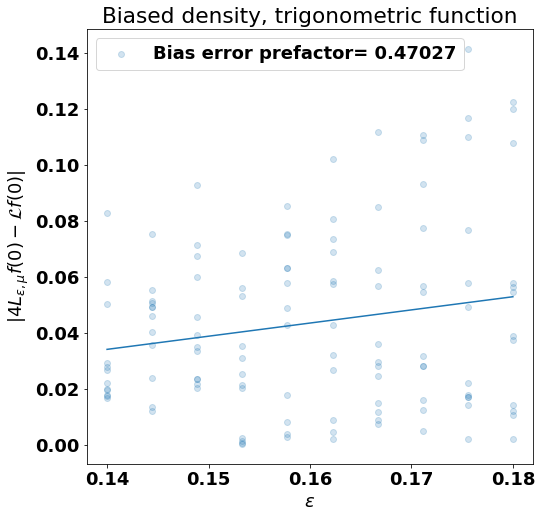 Biased density, trigonometric function
Bias error prefactor= 0.47027
0.14
0.12
0.10
0.08
0.06
0.04
0.02
0.00
|4L_{ε,μ}f(0) − ℒf(0)|
0.14 0.15 0.16 0.17 0.18
ε